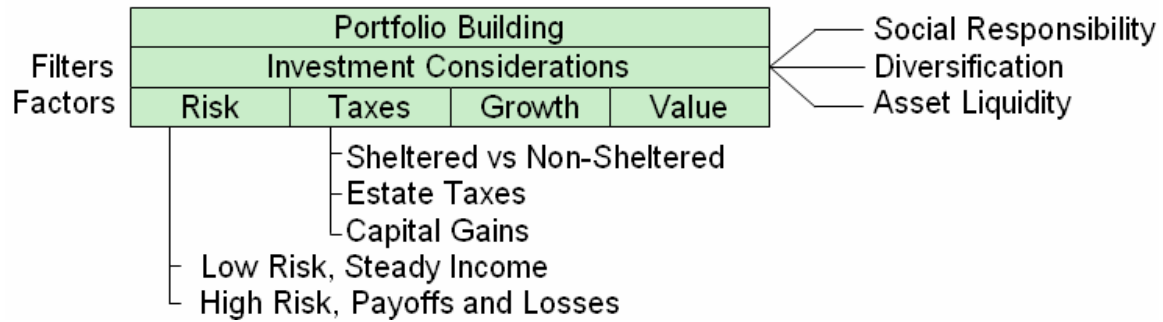 Portfolio Building
Filters Investment Considerations
Factors Risk Taxes Growth Value
Social Responsibility
Diversification
Asset Liquidity
Sheltered vs Non-Sheltered
Estate Taxes
Capital Gains
Low Risk, Steady Income
High Risk, Payoffs and Losses